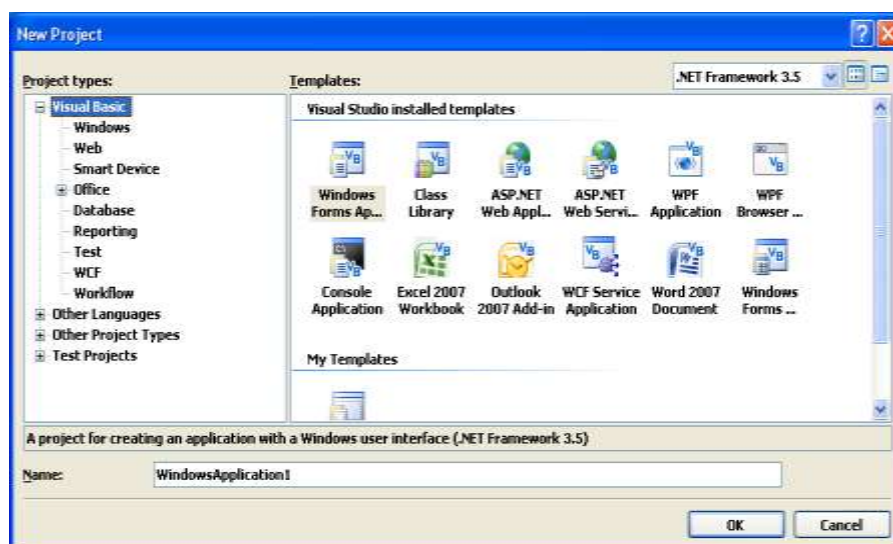 New Project
Project types:
Templates:
.NET Framework 3.5
Visual Basic
Windows
Web
Smart Device
Office
Database
Reporting
Test
WCF
Workflow
Other Languages
Other Project Types
Test Projects
Visual Studio installed templates
Windows Forms Ap...
Class Library
ASP.NET Web Appl...
ASP.NET Web Servi...
WPF Application
WPF Browser ...
Console Application
Excel 2007 Workbook
Outlook 2007 Add-in
WCF Service Application
Word 2007 Document
Windows Forms ...
My Templates
A project for creating an application with a Windows user interface (.NET Framework 3.5)
Name:
WindowsApplication1
OK
Cancel